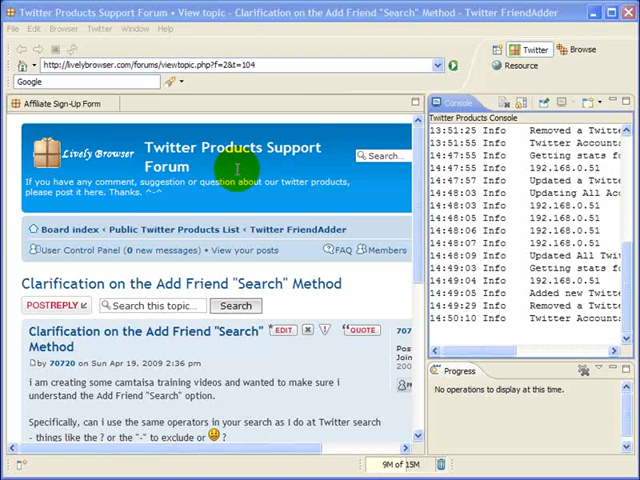 Twitter Products Support Forum • View topic - Clarification on the Add Friend "Search" Method - Twitter FriendAdder
File Edit Browser Twitter Window Help
http://livelybrowser.com/forums/viewtopic.php?f=2&t=104
Twitter
Browse
Google
Resource
Affiliate Sign-Up Form
Console
Twitter Products Console
Lively Browser
Twitter Products Support
Forum
Search...
If you have any comment, suggestion or question about our twitter products,
please post it here. Thanks. ^-^
Board index ‹ Public Twitter Products List ‹ Twitter FriendAdder
User Control Panel (0 new messages) • View your posts
FAQ
Members
Clarification on the Add Friend "Search" Method
POSTREPLY
Search this topic...
Search
Clarification on the Add Friend "Search"
Method
EDIT
QUOTE
by 70720 on Sun Apr 19, 2009 2:36 pm
i am creating some camtaisa training videos and wanted to make sure i
understand the Add Friend "Search" option.
Specifically, can i use the same operators in your search as I do at Twitter search
- things like the ? or the "-" to exclude or ?
707
Pos
Join
200
13:51:25 Info Removed a Twitte
13:51:55 Info Twitter Accounts
14:47:55 Info Getting stats fo
14:47:55 Info 192.168.0.51
14:47:57 Info Updated a Twitte
14:48:03 Info Updating All Acc
14:48:03 Info 192.168.0.51
14:48:05 Info 192.168.0.51
14:48:07 Info 192.168.0.51
14:48:09 Info Updated All Twit
14:49:03 Info Getting stats fo
14:49:04 Info 192.168.0.51
14:49:05 Info Added new Twitte
14:49:29 Info Removed a Twitte
14:50:10 Info Twitter Accounts
Progress
No operations to display at this time.
9M of 15M